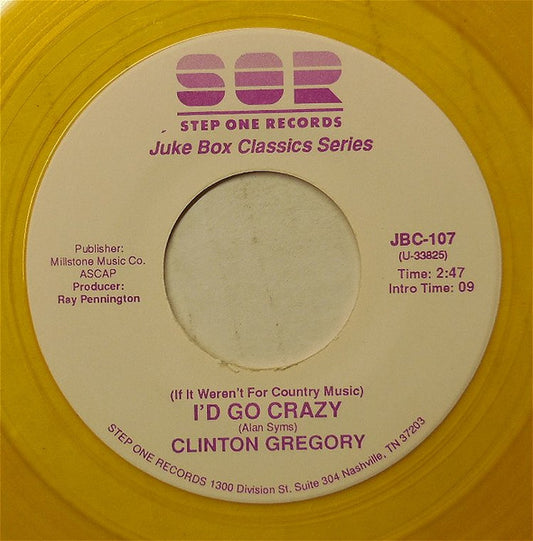 SOR
STEP ONE RECORDS
Juke Box Classics Series
Publisher:
Millstone Music Co.
ASCAP
Producer:
Ray Pennington
JBC-107
(U-33825)
Time: 2:47
Intro Time: 09
(If It Weren't For Country Music)
I'D GO CRAZY
(Alan Syms)
CLINTON GREGORY
STEP ONE RECORDS 1300 Division St. Suite 304 Nashville, TN 37203